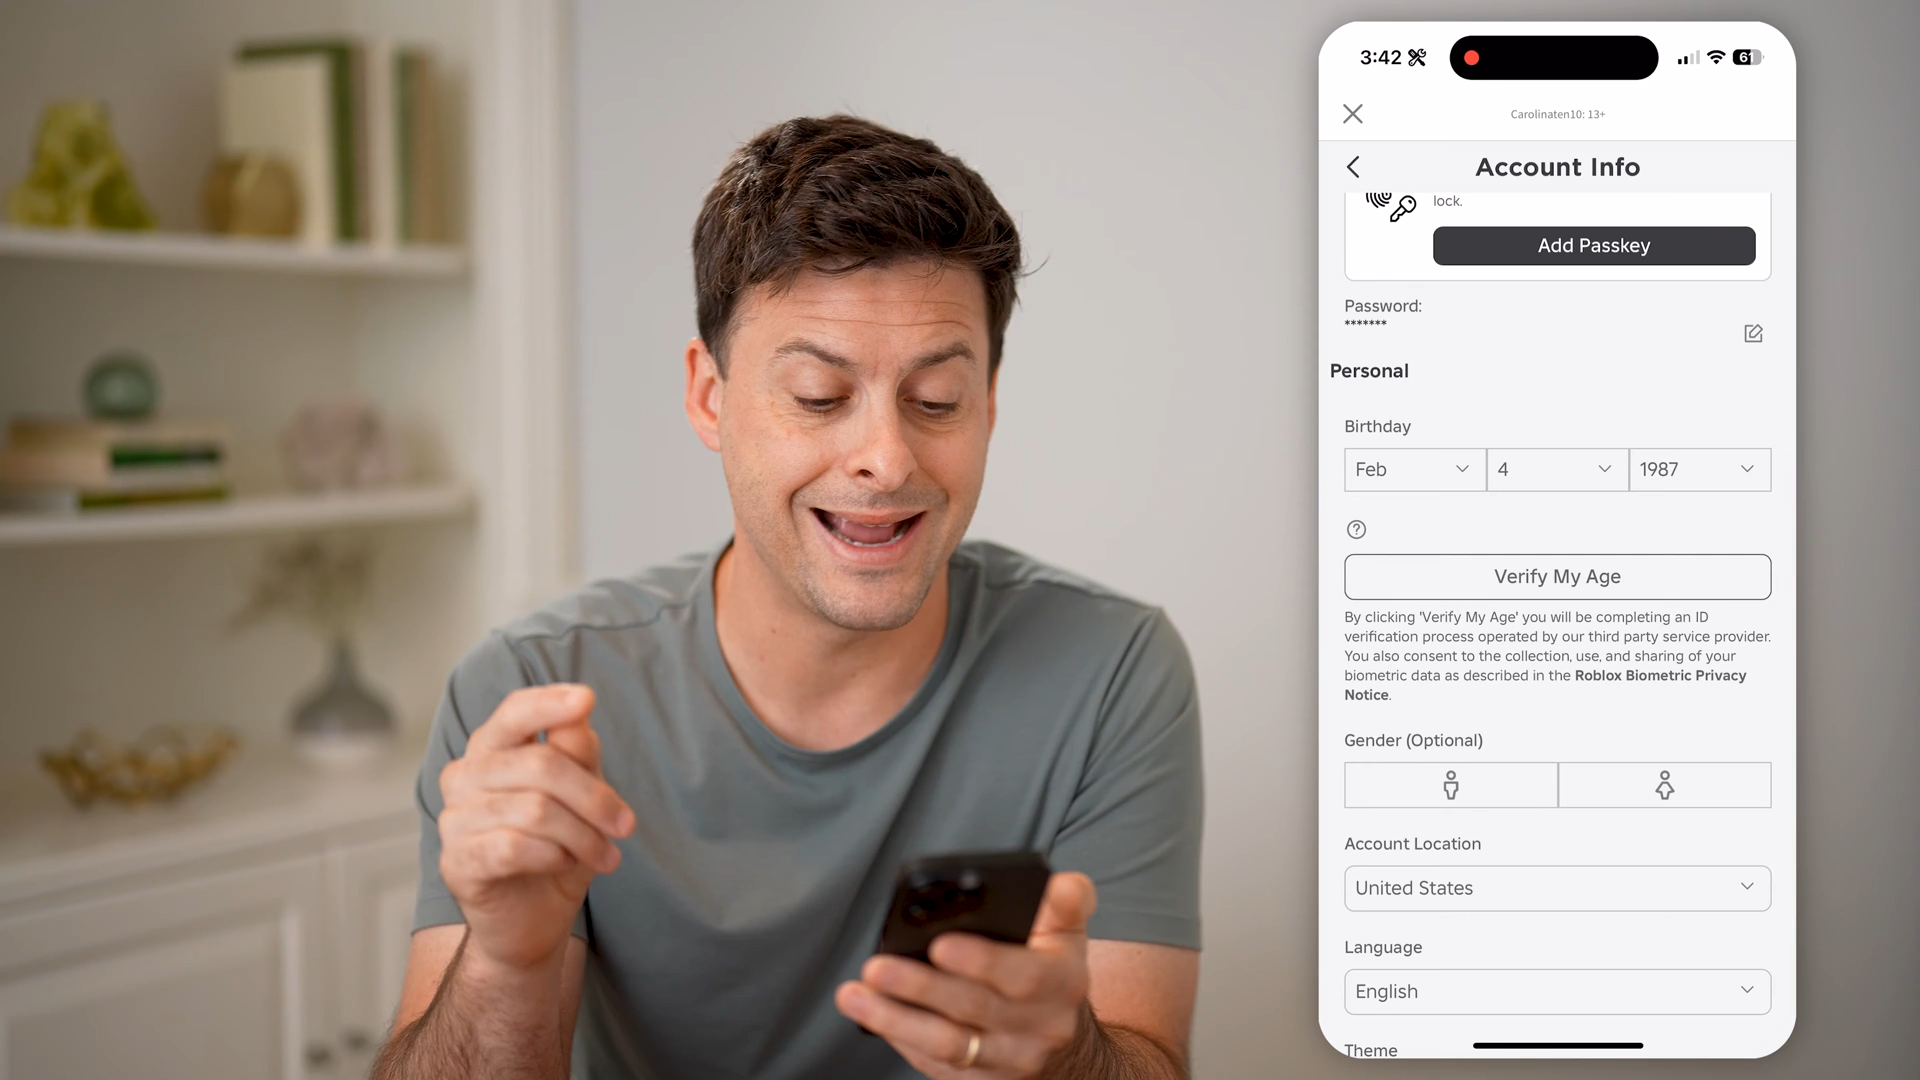 3:42
61
Carolinaten10: 13+
Account Info
lock.
Add Passkey
Password:
*******
Personal
Birthday
Feb
4
1987
Verify My Age
By clicking 'Verify My Age' you will be completing an ID
verification process operated by our third party service provider.
You also consent to the collection, use, and sharing of your
biometric data as described in the Roblox Biometric Privacy
Notice.
Gender (Optional)
Account Location
United States
Language
English
Theme